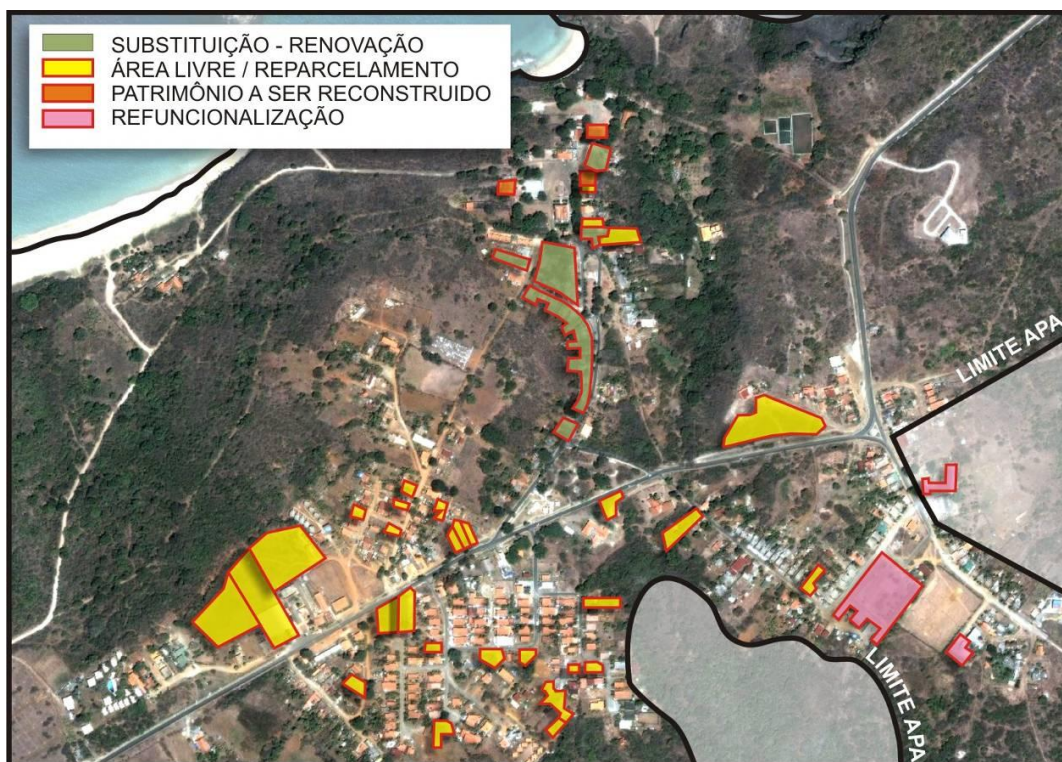 SUBSTITUIÇÃO - RENOVAÇÃO
ÁREA LIVRE / REPARCELAMENTO
PATRIMÔNIO A SER RECONSTRUIDO
REFUNCIONALIZAÇÃO
LIMITE APA
LIMITE APA